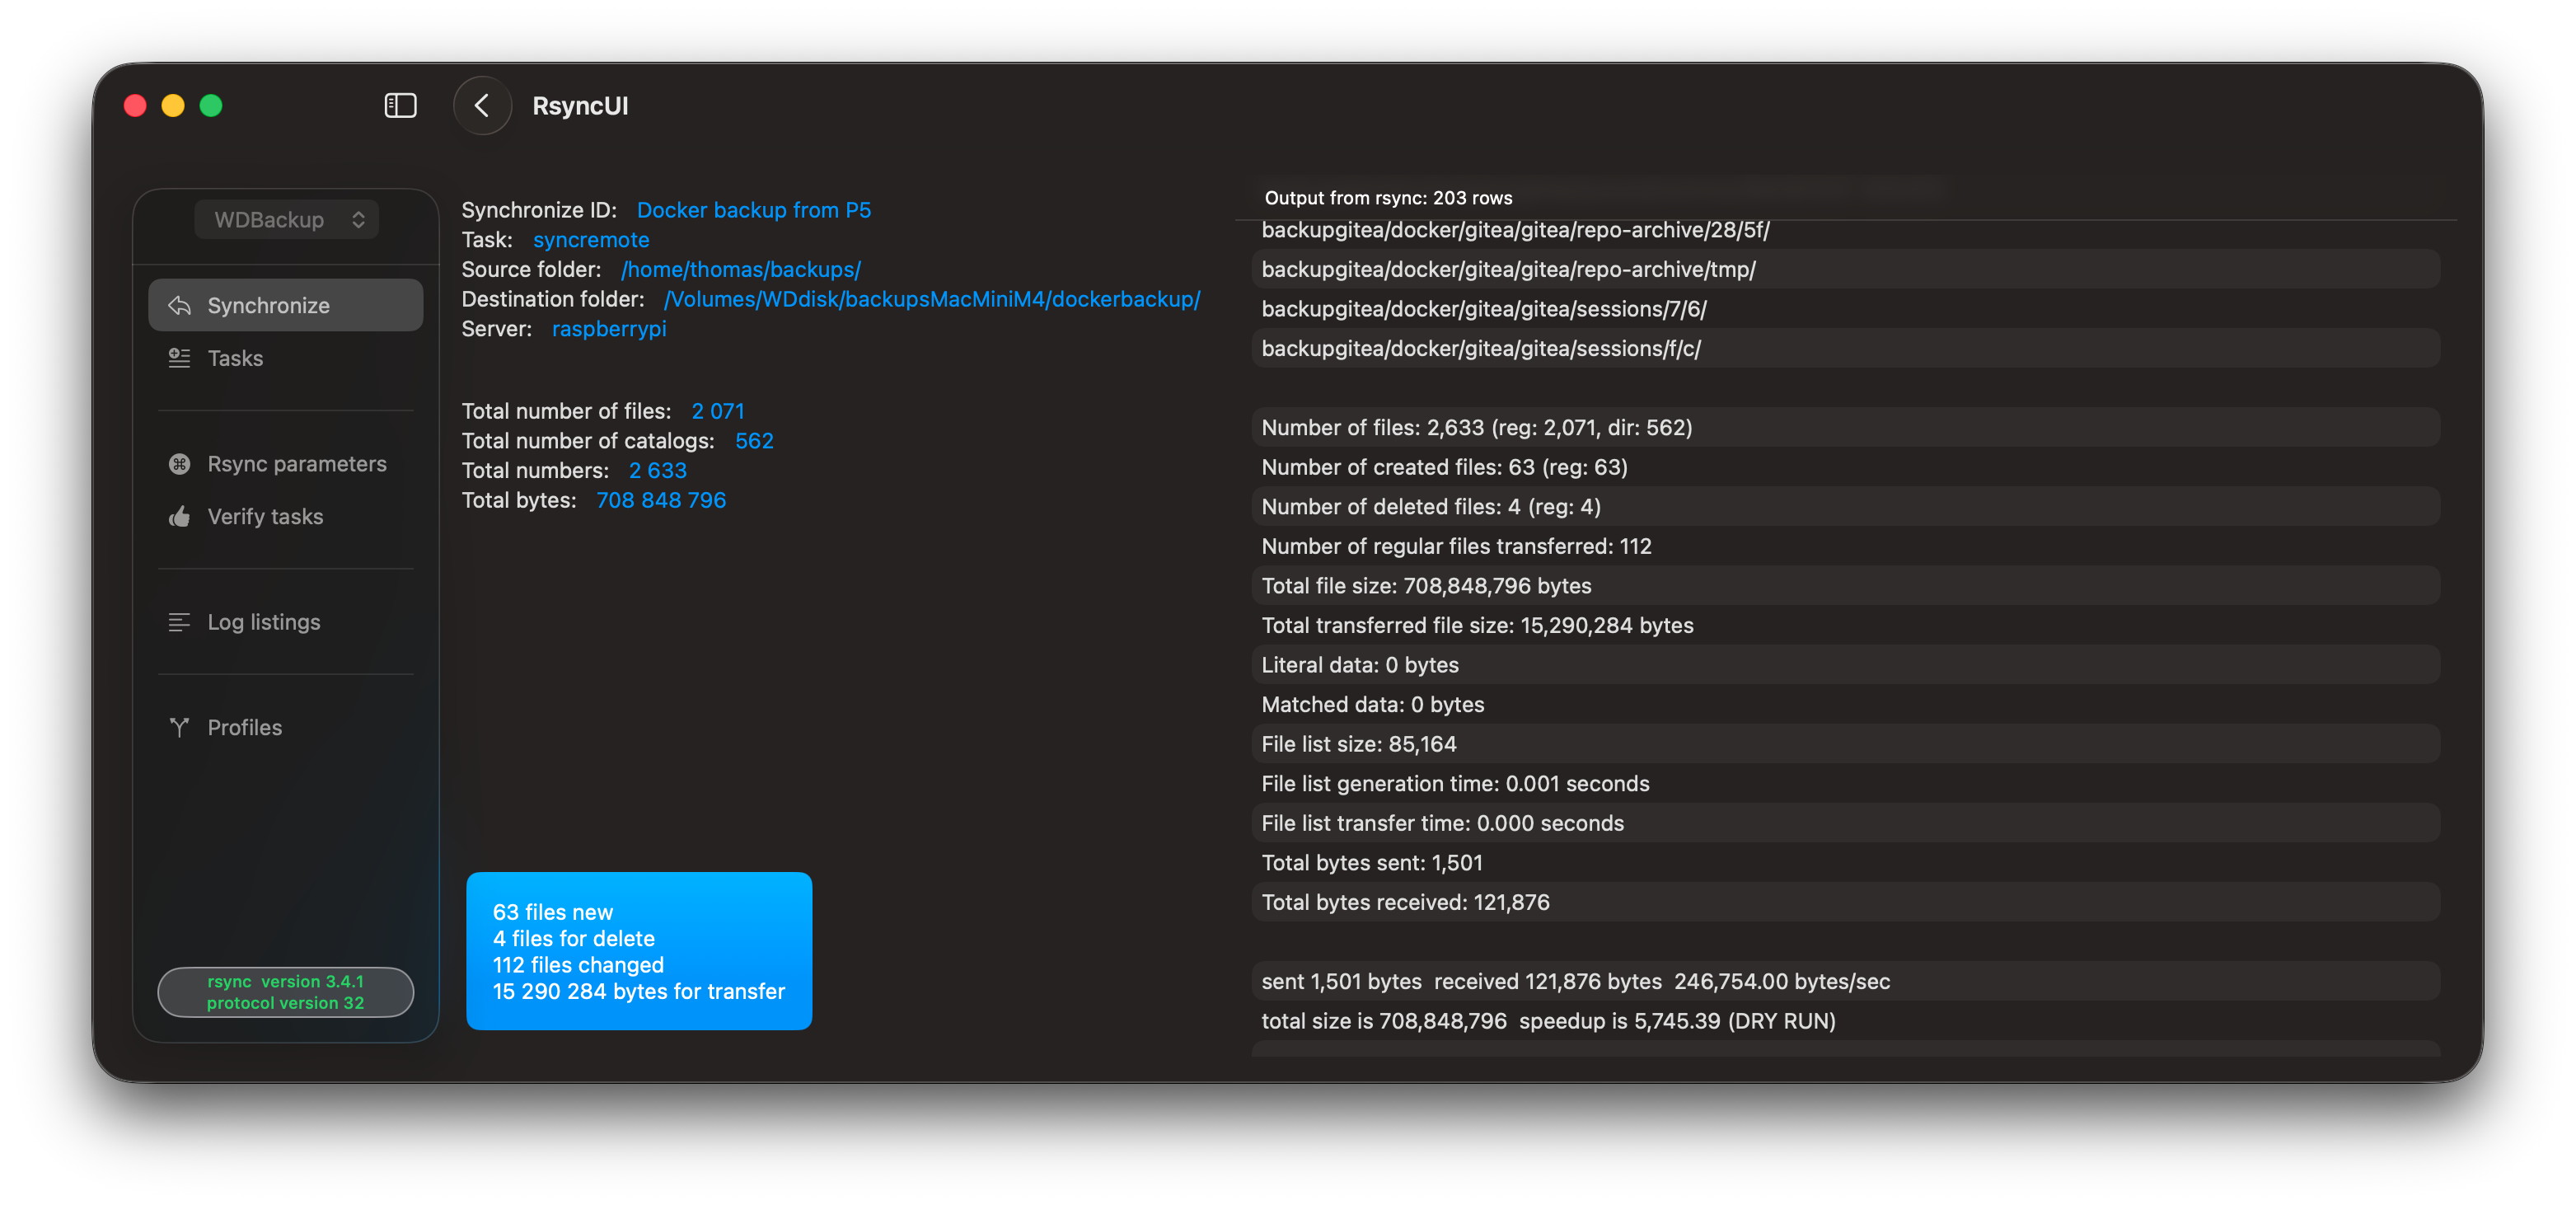 RsyncUI
WDBackup
Synchronize
Tasks
Rsync parameters
Verify tasks
Log listings
Profiles
rsync  version 3.4.1
protocol version 32
Synchronize ID: Docker backup from P5
Task: syncremote
Source folder: /home/thomas/backups/
Destination folder: /Volumes/WDdisk/backupsMacMiniM4/dockerbackup/
Server: raspberrypi
Total number of files: 2 071
Total number of catalogs: 562
Total numbers: 2 633
Total bytes: 708 848 796
63 files new
4 files for delete
112 files changed
15 290 284 bytes for transfer
Output from rsync: 203 rows
backupgitea/docker/gitea/gitea/repo-archive/28/5f/
backupgitea/docker/gitea/gitea/repo-archive/tmp/
backupgitea/docker/gitea/gitea/sessions/7/6/
backupgitea/docker/gitea/gitea/sessions/f/c/
Number of files: 2,633 (reg: 2,071, dir: 562)
Number of created files: 63 (reg: 63)
Number of deleted files: 4 (reg: 4)
Number of regular files transferred: 112
Total file size: 708,848,796 bytes
Total transferred file size: 15,290,284 bytes
Literal data: 0 bytes
Matched data: 0 bytes
File list size: 85,164
File list generation time: 0.001 seconds
File list transfer time: 0.000 seconds
Total bytes sent: 1,501
Total bytes received: 121,876
sent 1,501 bytes  received 121,876 bytes  246,754.00 bytes/sec
total size is 708,848,796  speedup is 5,745.39 (DRY RUN)